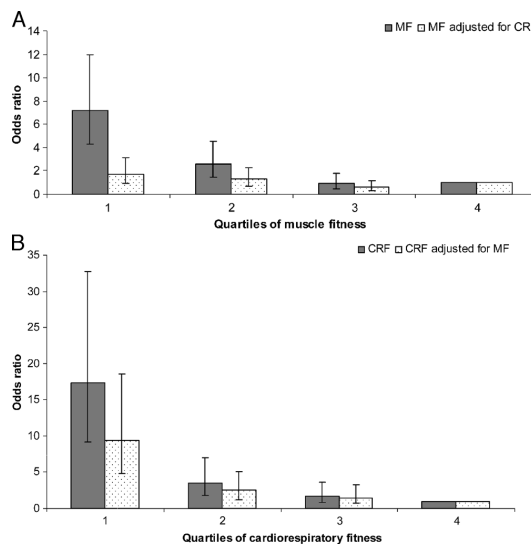 A
MF MF adjusted for CR
14
12
10
8
6
4
2
0
Odds ratio
1 2 3 4
Quartiles of muscle fitness
B
CRF CRF adjusted for MF
35
30
25
20
15
10
5
0
Odds ratio
1 2 3 4
Quartiles of cardiorespiratory fitness